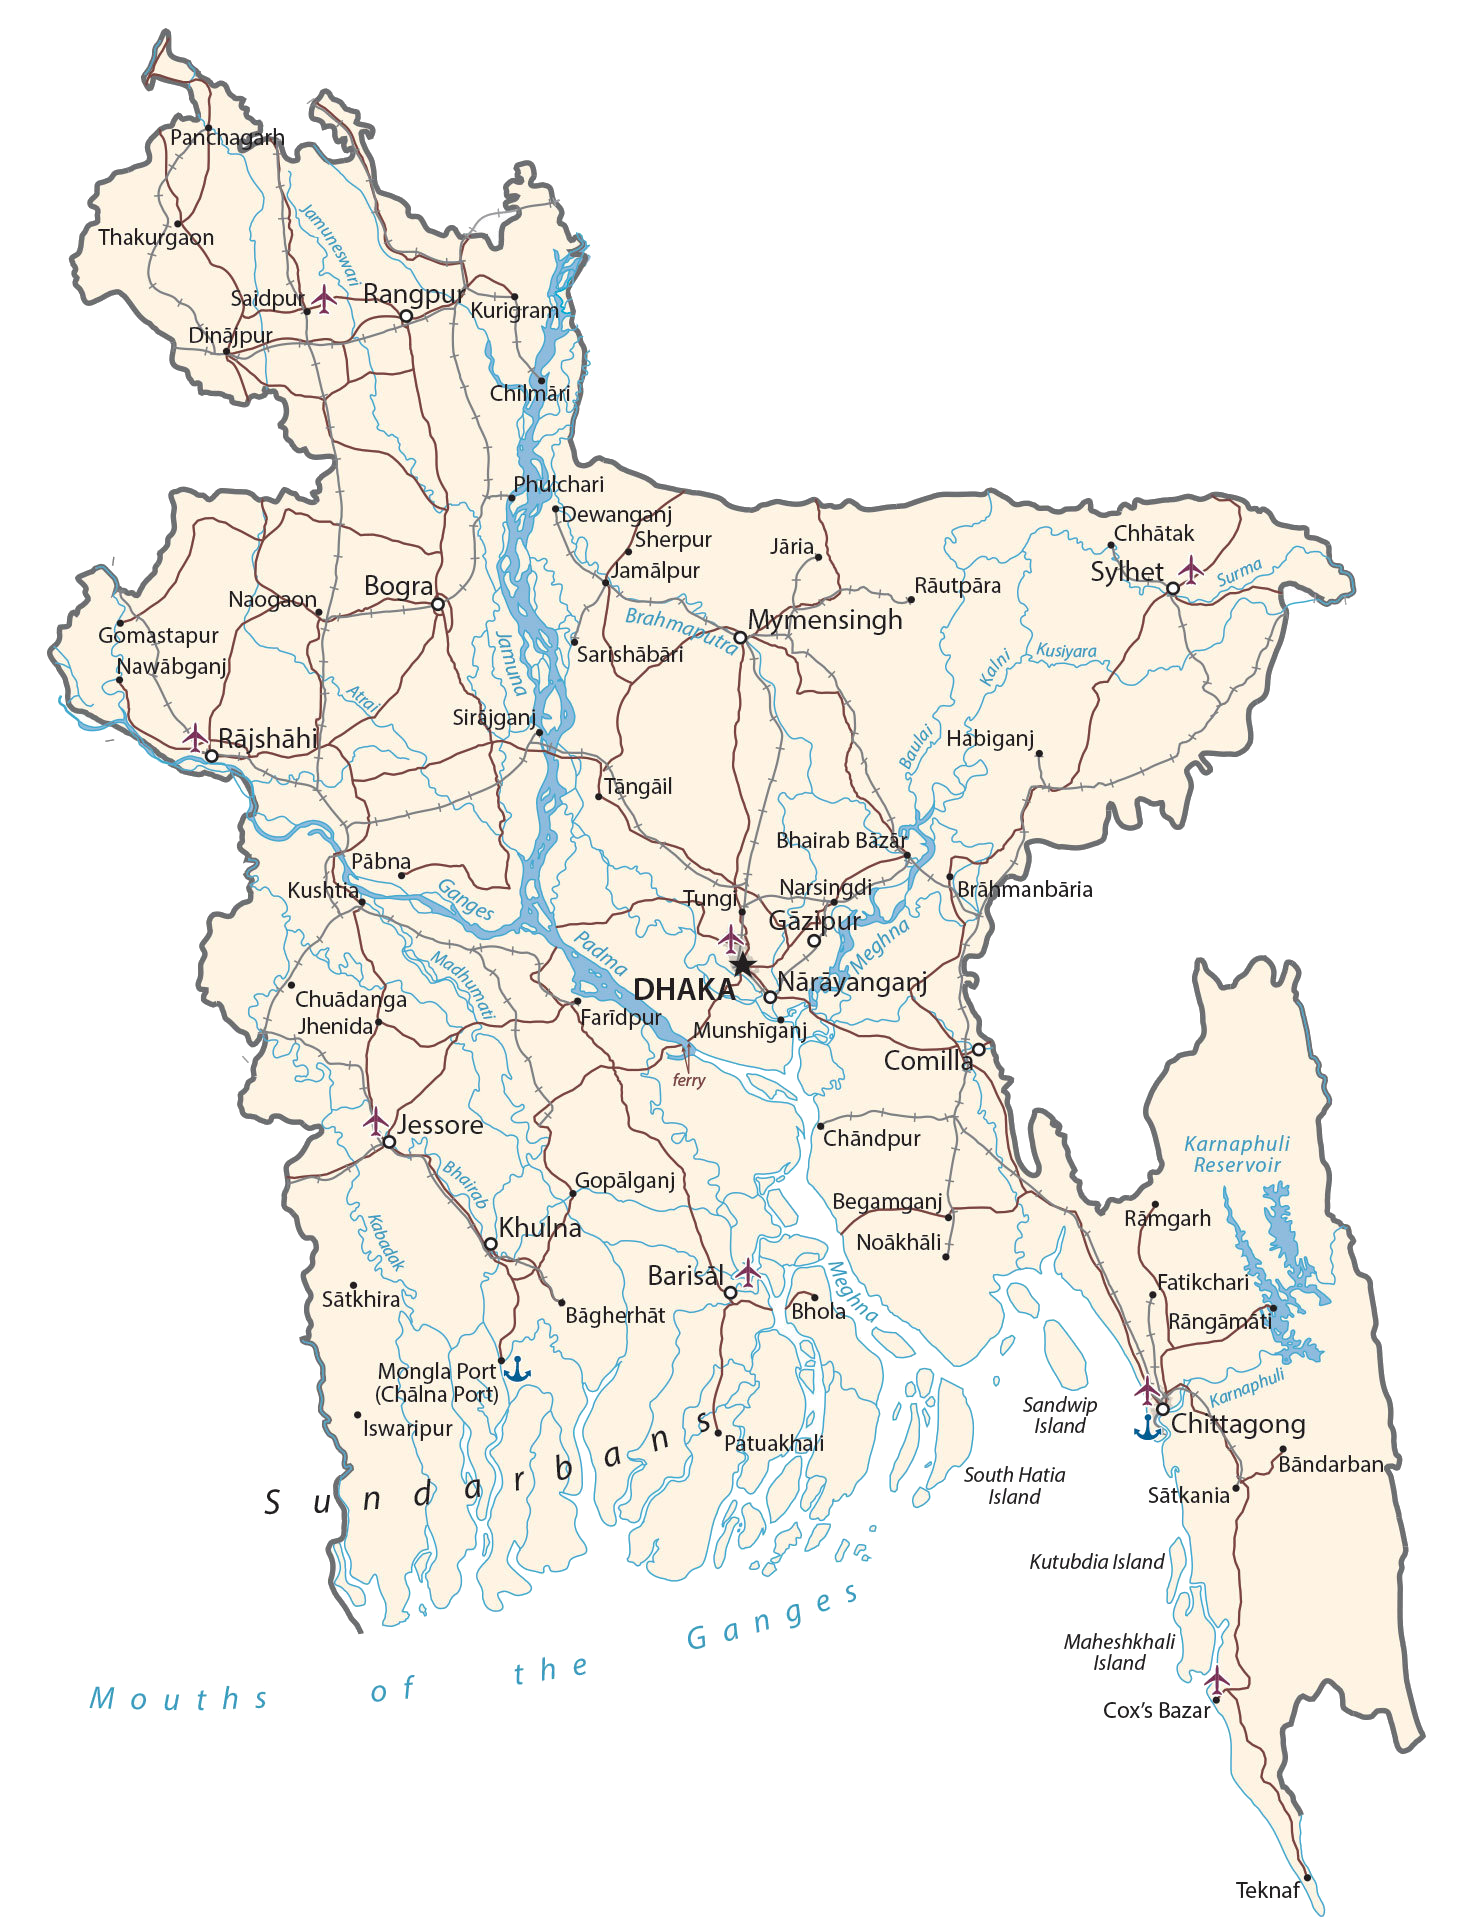 Panchagarh
Thakurgaon
Jamuneswari
Saidpur
Rangpur
Kurigram
Dinājpur
Chilmāri
Phulchari
Dewanganj
Sherpur
Jāria
Chhātak
Jamālpur
Sylhet
Surma
Bogra
Rāutpāra
Naogaon
Brahmaputra
Mymensingh
Gomastapur
Jamuna
Sarishābāri
Kalni
Kusiyara
Nawābganj
Atrai
Sirājganj
Rājshāhi
Baulai
Habiganj
Tāngāil
Bhairab Bāzār
Pābna
Kushtia
Ganges
Tungi
Narsingdi
Brāhmanbāria
Gazipur
Padma
Meghna
Madhumati
DHAKA
Nārāyanganj
Chuādanga
Jhenida
Farīdpur
Munshīganj
Comilla
ferry
Jessore
Chāndpur
Karnaphuli
Reservoir
Bhairab
Gopālganj
Begamganj
Rāmgarh
Kabadak
Khulna
Noākhāli
Barisāl
Meghna
Fatikchari
Sātkhira
Bāgherhāt
Bhola
Rāngāmāti
Mongla Port
(Chālna Port)
Karnaphuli
Sandwip
Island
Iswaripur
Chittagong
Patuakhali
Sundarbans
Bāndarban
South Hatia
Island
Sātkania
Kutubdia Island
Maheshkhali
Island
Mouths of the Ganges
Cox's Bazar
Teknaf